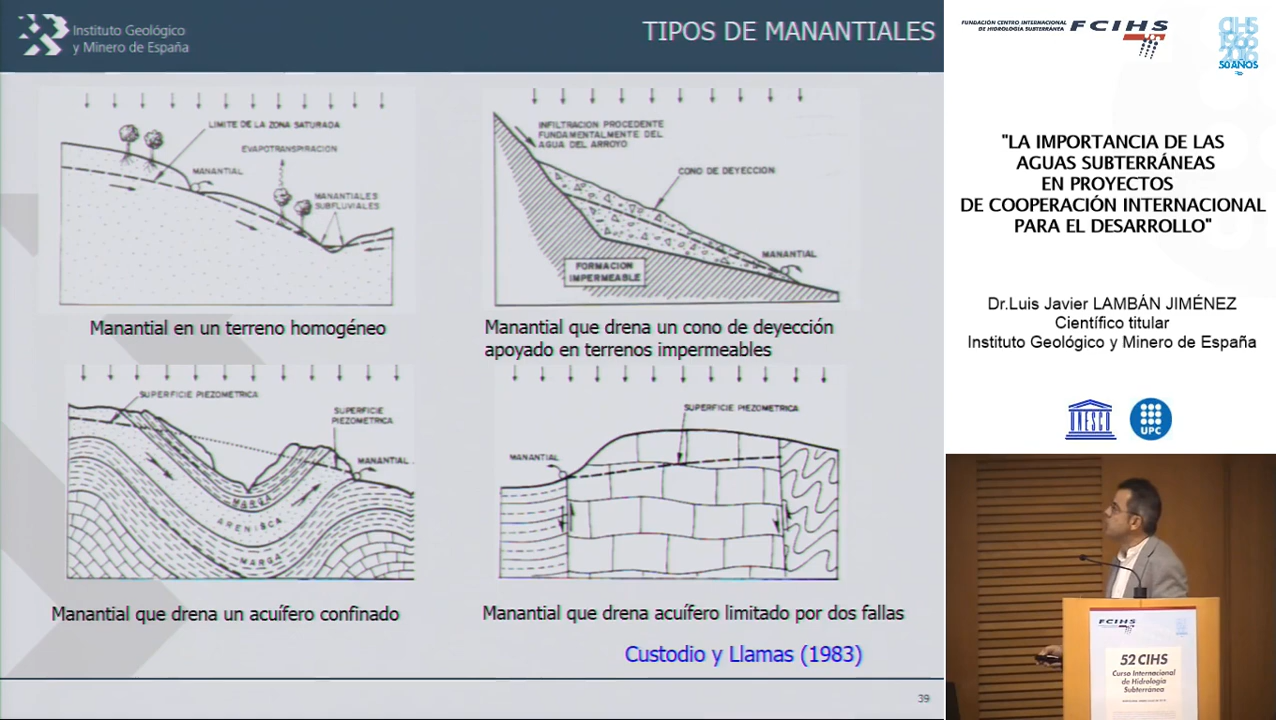 Instituto Geológico
y Minero de España
TIPOS DE MANANTIALES
LIMITE DE LA ZONA SATURADA
EVAPOTRANSPIRACION
MANANTIAL
MANANTIALES
SUBFLUVIALES
Manantial en un terreno homogéneo
INFILTRACION PROCEDENTE
FUNDAMENTALMENTE DEL
AGUA DEL ARROYO
CONO DE DEYECCION
MANANTIAL
FORMACION
IMPERMEABLE
Manantial que drena un cono de deyección
apoyado en terrenos impermeables
SUPERFICIE PIEZOMETRICA
SUPERFICIE
PIEZOMETRICA
MANANTIAL
MARGA
ARENISCA
MARGA
Manantial que drena un acuífero confinado
SUPERFICIE PIEZOMETRICA
MANANTIAL
Manantial que drena acuífero limitado por dos fallas
Custodio y Llamas (1983)
39
FUNDACIÓN CENTRO INTERNACIONAL
DE HIDROLOGÍA SUBTERRÁNEA
FCIHS
CIHS
1966
2016
50 AÑOS
"LA IMPORTANCIA DE LAS
AGUAS SUBTERRÁNEAS
EN PROYECTOS
DE COOPERACIÓN INTERNACIONAL
PARA EL DESARROLLO"
Dr.Luis Javier LAMBÁN JIMÉNEZ
Científico titular
Instituto Geológico y Minero de España
UNESCO
UPC
FCIHS
52 CIHS
Curso Internacional
de Hidrología
Subterránea